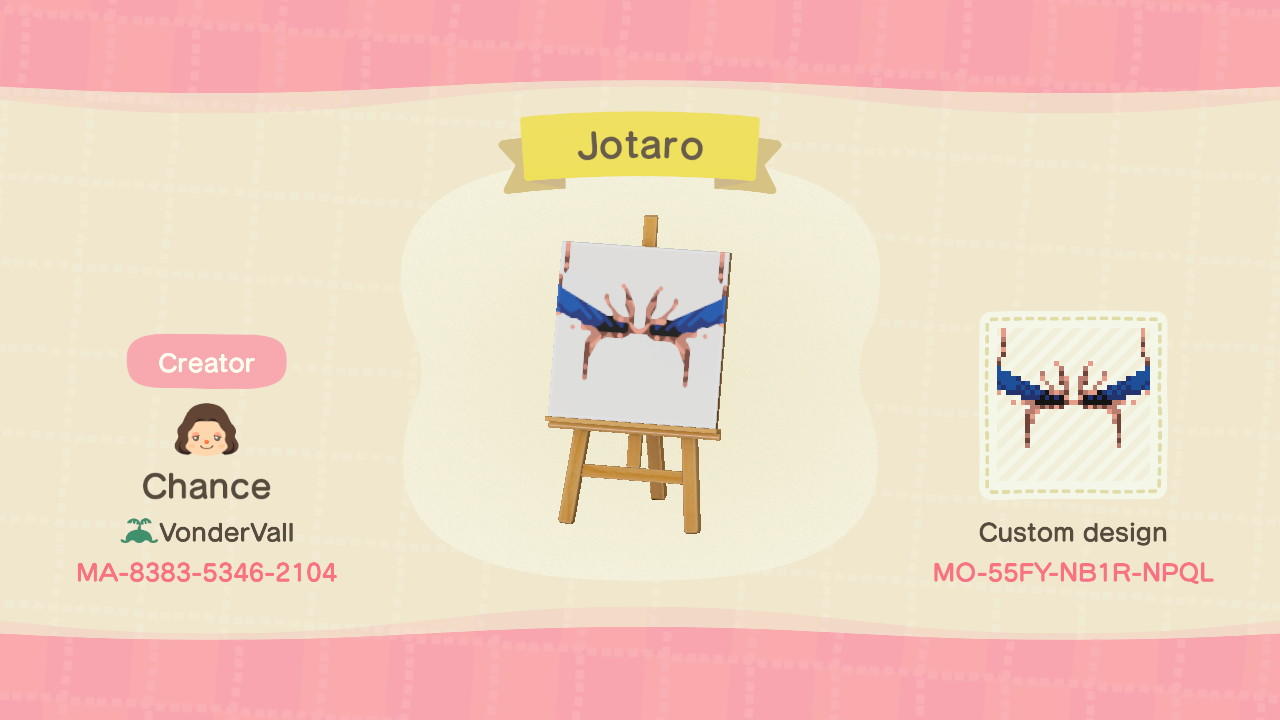 Jotaro
Creator
Chance
VonderVall
MA-8383-5346-2104
Custom design
MO-55FY-NB1R-NPQL